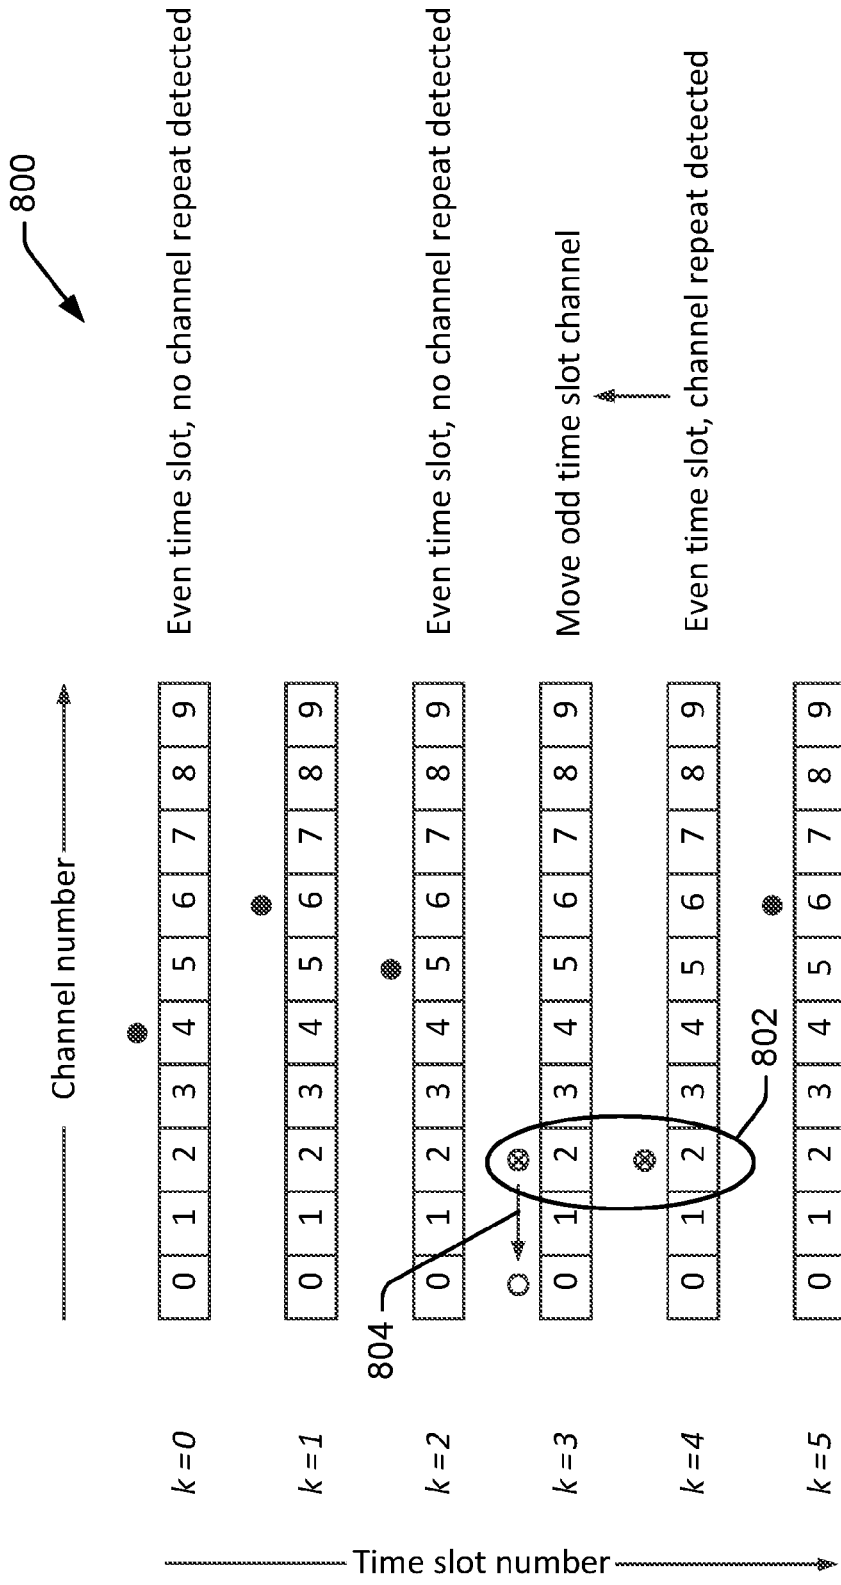 800
Channel number
k = 0
0 1 2 3 4 5 6 7 8 9
Even time slot, no channel repeat detected
k = 1
0 1 2 3 4 5 6 7 8 9
k = 2
0 1 2 3 4 5 6 7 8 9
Even time slot, no channel repeat detected
804
k = 3
0 1 2 3 4 5 6 7 8 9
Move odd time slot channel
k = 4
0 1 2 3 4 5 6 7 8 9
Even time slot, channel repeat detected
802
k = 5
0 1 2 3 4 5 6 7 8 9
Time slot number